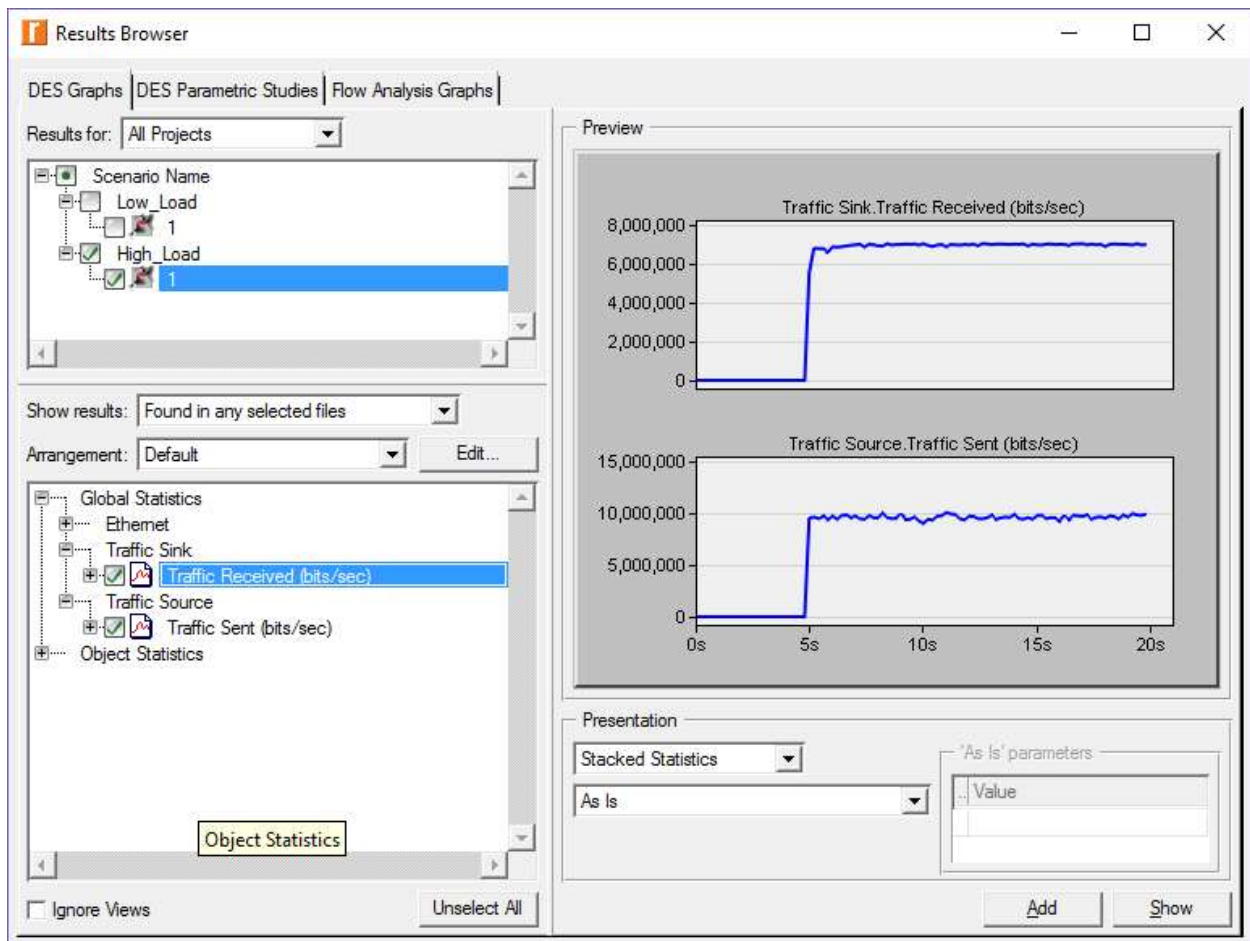 Results Browser
DES Graphs DES Parametric Studies Flow Analysis Graphs
Results for: All Projects
Scenario Name
Low_Load
1
High_Load
1
Show results: Found in any selected files
Arrangement: Default Edit...
Global Statistics
Ethernet
Traffic Sink
Traffic Received (bits/sec)
Traffic Source
Traffic Sent (bits/sec)
Object Statistics
Object Statistics
Ignore Views Unselect All
Preview
Traffic Sink.Traffic Received (bits/sec)
8,000,000
6,000,000
4,000,000
2,000,000
0
Traffic Source.Traffic Sent (bits/sec)
15,000,000
10,000,000
5,000,000
0
0s 5s 10s 15s 20s
Presentation
Stacked Statistics
As Is
'As Is' parameters
.. Value
Add Show